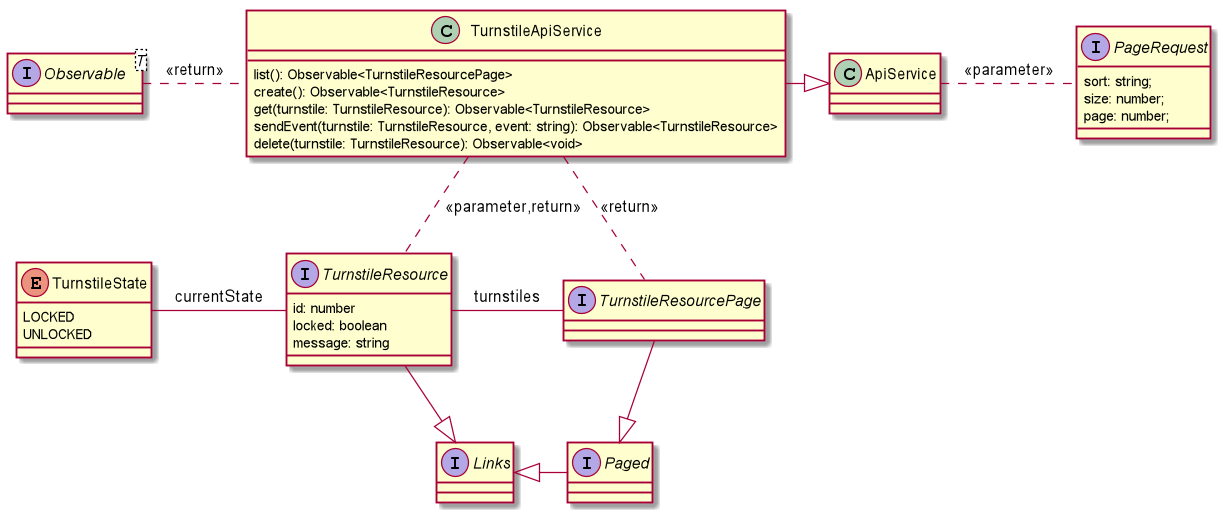 C TurnstileApiService
list(): Observable<TurnstileResourcePage>
create(): Observable<TurnstileResource>
get(turnstile: TurnstileResource): Observable<TurnstileResource>
sendEvent(turnstile: TurnstileResource, event: string): Observable<TurnstileResource>
delete(turnstile: TurnstileResource): Observable<void>
I Observable
T
«return»
C ApiService
«parameter»
I PageRequest
sort: string;
size: number;
page: number;
«parameter,return»
«return»
E TurnstileState
LOCKED
UNLOCKED
currentState
I TurnstileResource
id: number
locked: boolean
message: string
turnstiles
I TurnstileResourcePage
I Links
I Paged